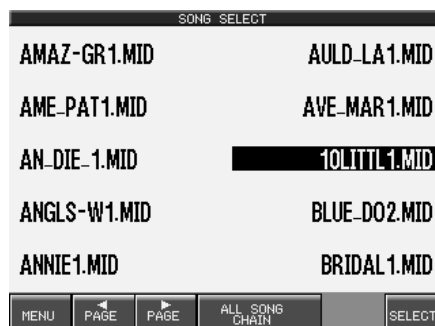 SONG SELECT
AMAZ-GR1.MID
AULD_LA1.MID
AME_PAT1.MID
AVE_MAR1.MID
AN_DIE_1.MID
10LITTL1.MID
ANGLS-W1.MID
BLUE_DO2.MID
ANNIE1.MID
BRIDAL1.MID
MENU
PAGE
PAGE
ALL SONG
CHAIN
SELECT